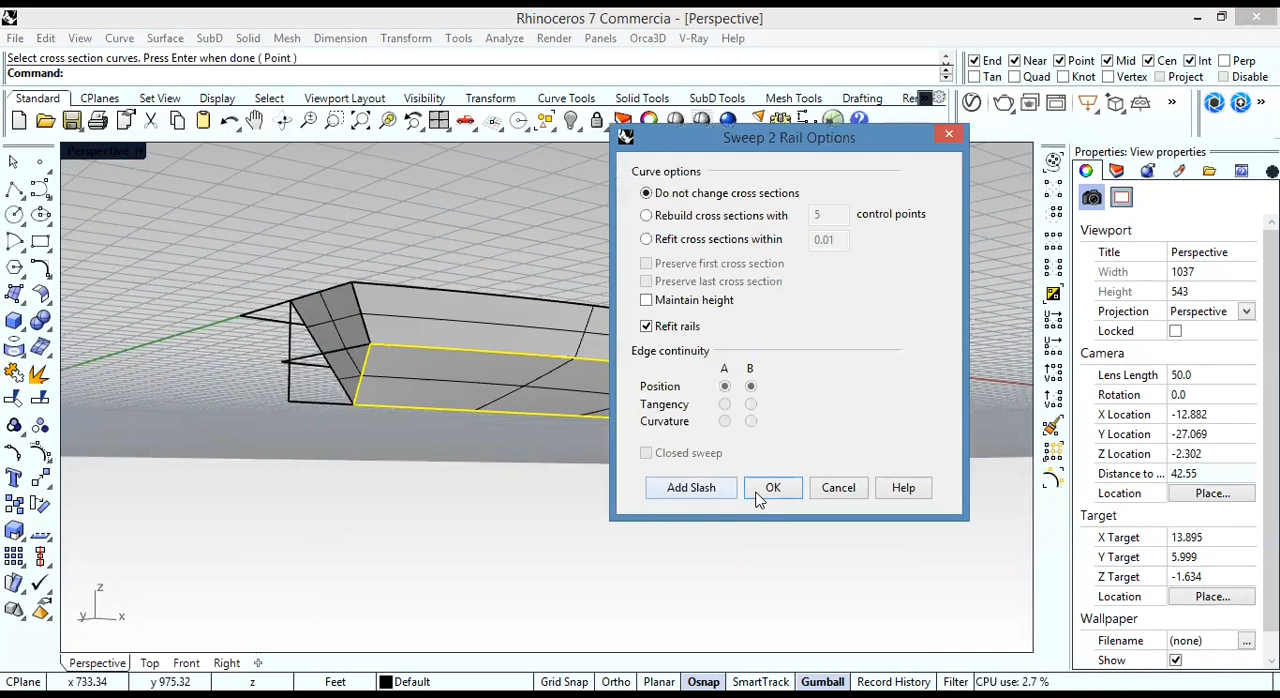 Rhinoceros 7 Commercia - [Perspective]
File Edit View Curve Surface SubD Solid Mesh Dimension Transform Tools Analyze Render Panels Orca3D V-Ray Help
Select cross section curves. Press Enter when done ( Point )
Command:
End Near Point Mid Cen Int Perp
Tan Quad Knot Vertex Project Disable
Standard CPlanes Set View Display Select Viewport Layout Visibility Transform Curve Tools Solid Tools SubD Tools Mesh Tools Drafting Re
Perspective
Sweep 2 Rail Options
Curve options
Do not change cross sections
Rebuild cross sections with 5 control points
Refit cross sections within 0.01
Preserve first cross section
Preserve last cross section
Maintain height
Refit rails
Edge continuity
A B
Position
Tangency
Curvature
Closed sweep
Add Slash OK Cancel Help
Properties: View properties
Viewport
Title Perspective
Width 1037
Height 543
Projection Perspective
Locked
Camera
Lens Length 50.0
Rotation 0.0
X Location -12.882
Y Location -27.069
Z Location -2.302
Distance to ... 42.55
Location Place...
Target
X Target 13.895
Y Target 5.999
Z Target -1.634
Location Place...
Wallpaper
Filename (none) ...
Show
z
y x
Perspective Top Front Right
CPlane x 733.34 y 975.32 z Feet Default Grid Snap Ortho Planar Osnap SmartTrack Gumball Record History Filter CPU use: 2.7 %